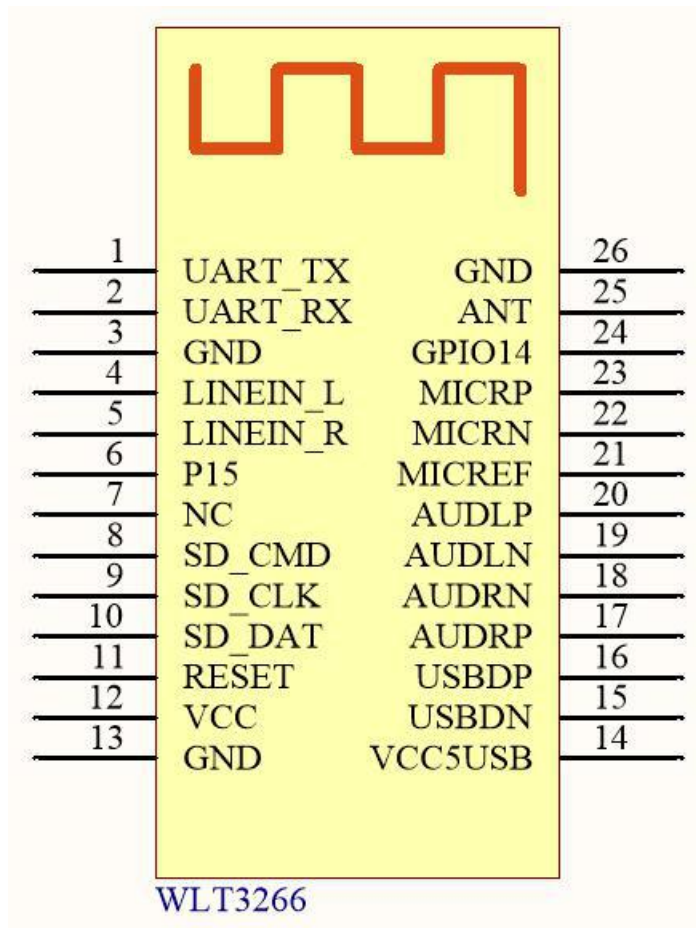 1 UART_TX GND 26
2 UART_RX ANT 25
3 GND GPIO14 24
4 LINEIN_L MICRP 23
5 LINEIN_R MICRN 22
6 P15 MICREF 21
7 NC AUDLP 20
8 SD_CMD AUDLN 19
9 SD_CLK AUDRN 18
10 SD_DAT AUDRP 17
11 RESET USBDP 16
12 VCC USBDN 15
13 GND VCC5USB 14
WLT3266